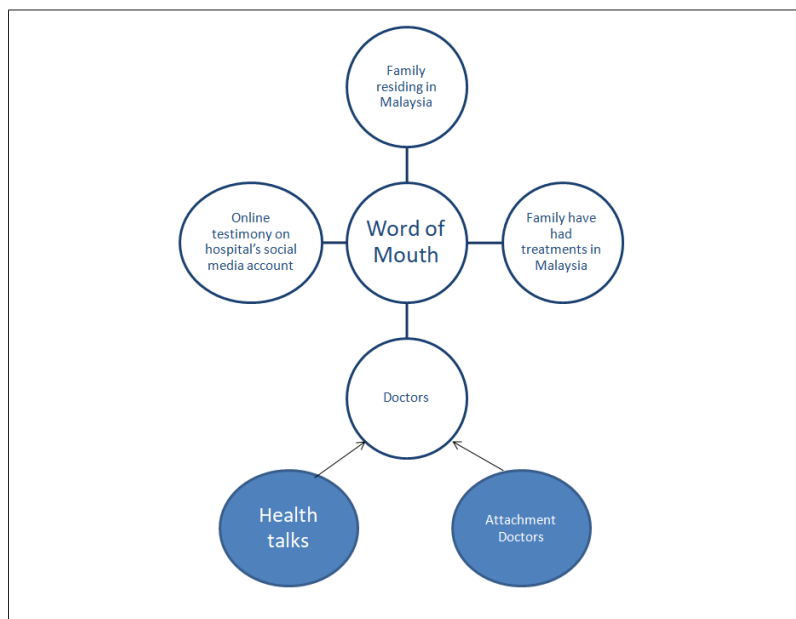 Family
residing in
Malaysia
Online
testimony on
hospital's social
media account
Word of
Mouth
Family have
had
treatments in
Malaysia
Doctors
Health
talks
Attachment
Doctors